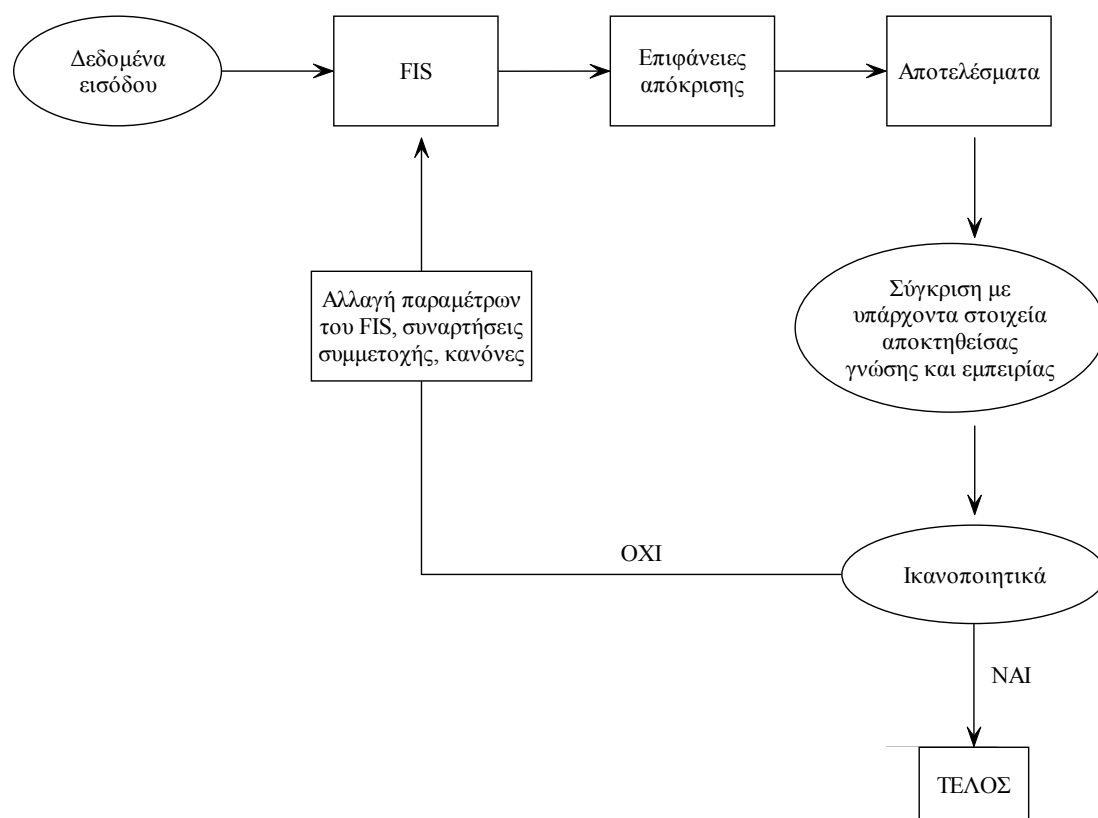 Δεδομένα
εισόδου
FIS
Επιφάνειες
απόκρισης
Αποτελέσματα
Αλλαγή παραμέτρων
του FIS, συναρτήσεις
συμμετοχής, κανόνες
Σύγκριση με
υπάρχοντα στοιχεία
αποκτηθείσας
γνώσης και εμπειρίας
ΟΧΙ
Ικανοποιητικά
ΝΑΙ
ΤΕΛΟΣ